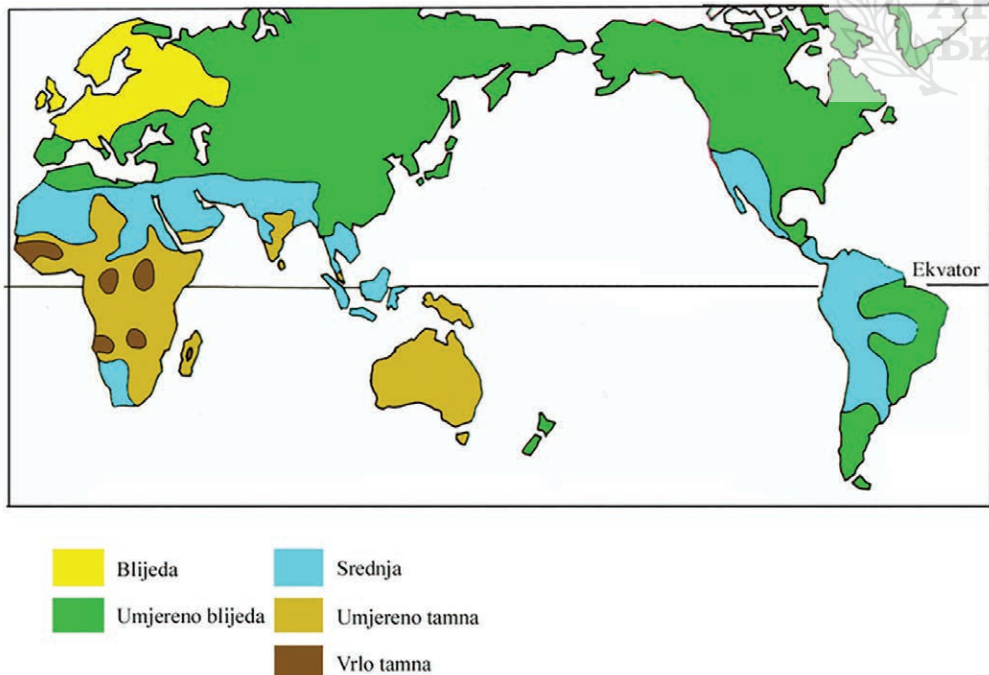 Ekvator
Blijeda
Srednja
Umjereno blijeda
Umjereno tamna
Vrlo tamna